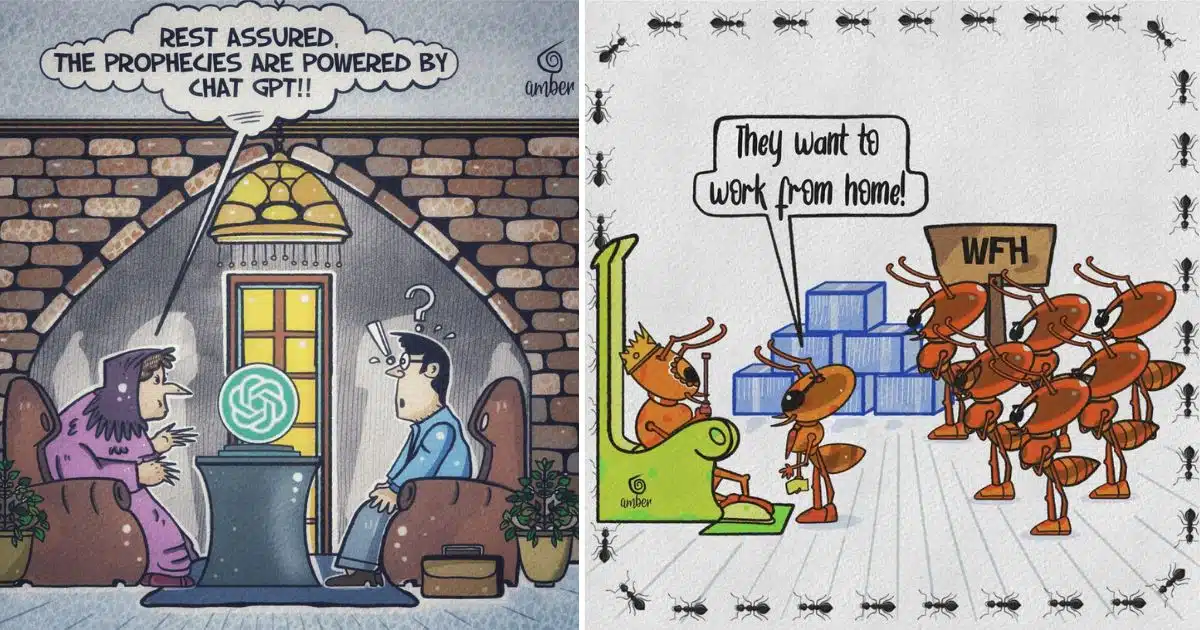 REST ASSURED,
THE PROPHECIES ARE POWERED BY
CHAT GPT!!
amber
?
!
They want to
work from home!
WFH
amber